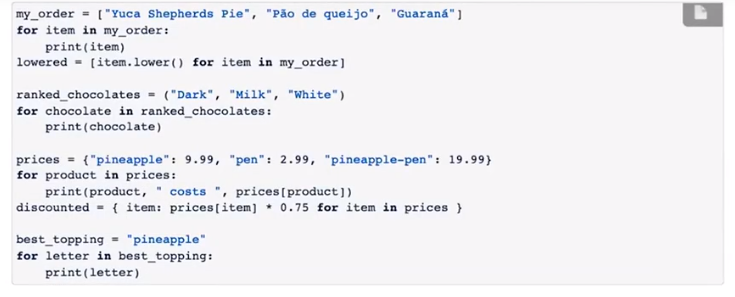 my_order = ["Yuca Shepherds Pie", "Pão de queijo", "Guaraná"]
for item in my_order:
    print(item)
lowered = [item.lower() for item in my_order]

ranked_chocolates = ("Dark", "Milk", "White")
for chocolate in ranked_chocolates:
    print(chocolate)

prices = {"pineapple": 9.99, "pen": 2.99, "pineapple-pen": 19.99}
for product in prices:
    print(product, " costs ", prices[product])
discounted = { item: prices[item] * 0.75 for item in prices }

best_topping = "pineapple"
for letter in best_topping:
    print(letter)